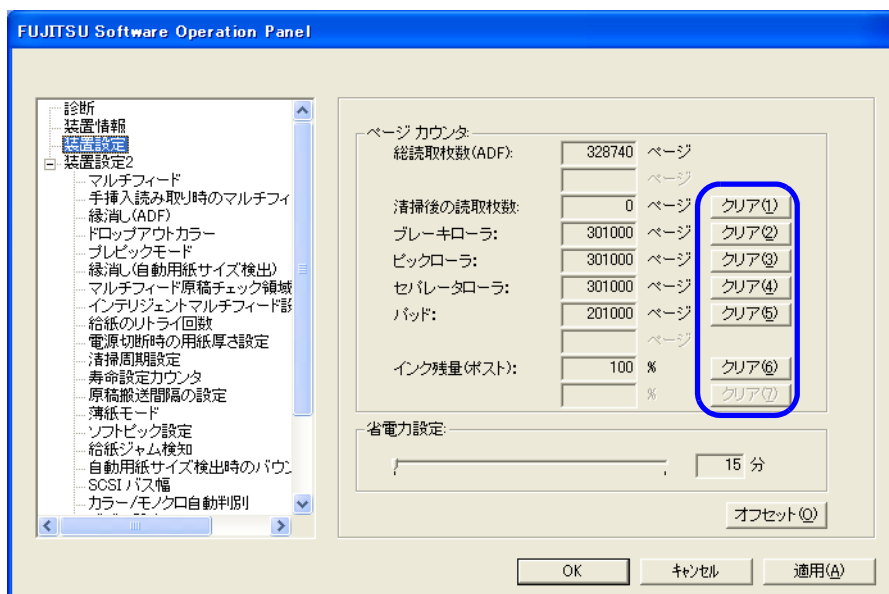 FUJITSU Software Operation Panel
診断
装置情報
装置設定
装置設定2
マルチフィード
手挿入読み取り時のマルチフィ
縁消し(ADF)
ドロップアウトカラー
プレピックモード
縁消し(自動用紙サイズ検出)
マルチフィード原稿チェック領域
インテリジェントマルチフィード設
給紙のリトライ回数
電源切断時の用紙厚さ設定
清掃周期設定
寿命設定カウンタ
原稿搬送間隔の設定
薄紙モード
ソフトピック設定
給紙ジャム検知
自動用紙サイズ検出時のバウン
SCSI バス幅
カラー/モノクロ自動判別
ページ カウンタ:
総読取枚数(ADF): 328740 ページ
ページ
清掃後の読取枚数: 0 ページ クリア(1)
ブレーキローラ: 301000 ページ クリア(2)
ピックローラ: 301000 ページ クリア(3)
セパレータローラ: 301000 ページ クリア(4)
パッド: 201000 ページ クリア(5)
ページ
インク残量(ポスト): 100 % クリア(6)
% クリア(7)
省電力設定:
15 分
オフセット(O)
OK キャンセル 適用(A)